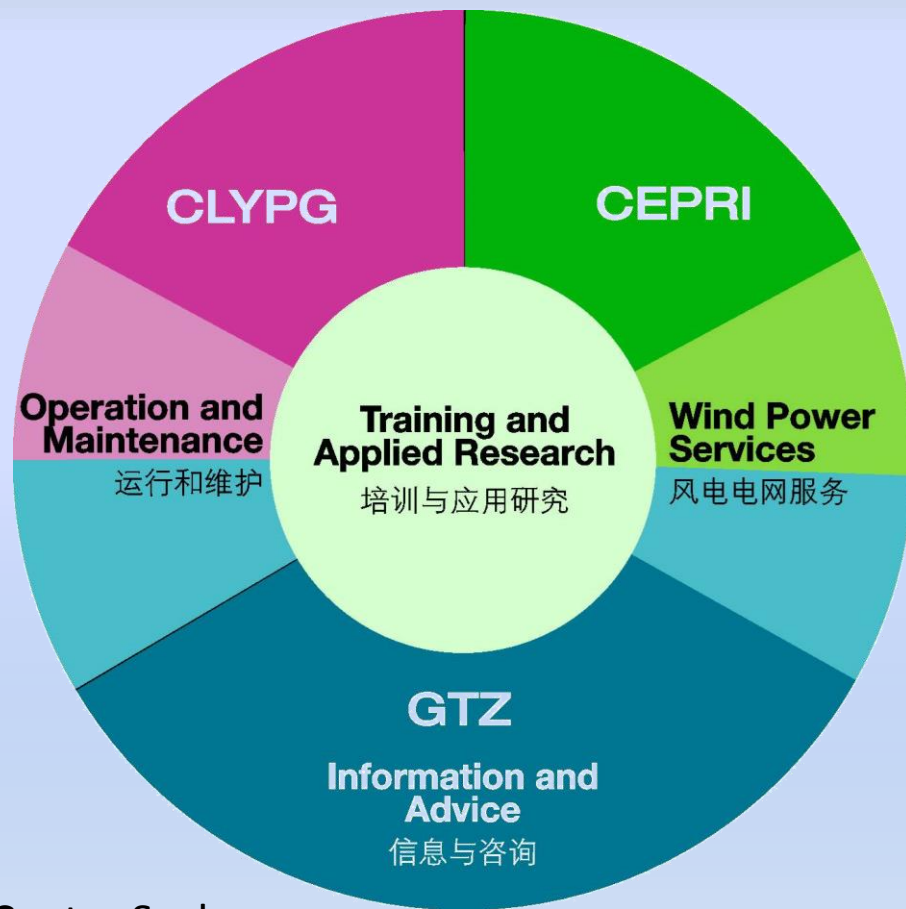 CLYPG
CEPRI
Operation and
Maintenance
运行和维护
Training and
Applied Research
培训与应用研究
Wind Power
Services
风电电网服务
GTZ
Information and
Advice
信息与咨询